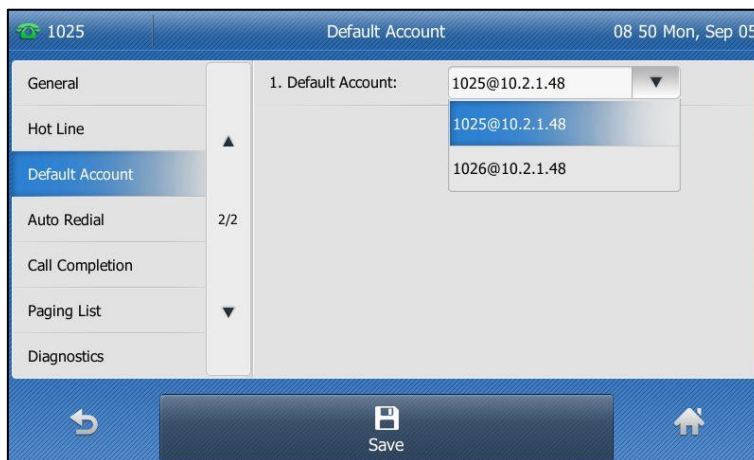 1025 Default Account 08 50 Mon, Sep 05
General
Hot Line
Default Account
Auto Redial
Call Completion
Paging List
Diagnostics
2/2
1. Default Account: 1025@10.2.1.48
1025@10.2.1.48
1026@10.2.1.48
Save